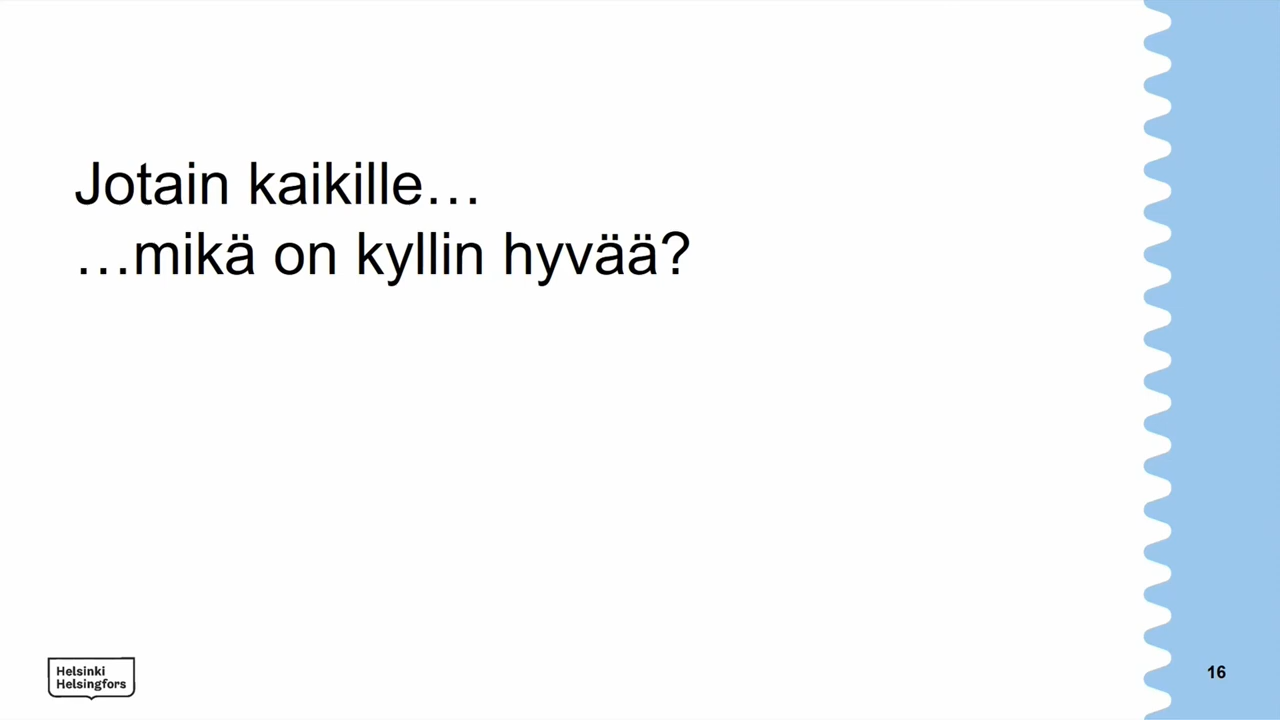 Jotain kaikille…
…mikä on kyllin hyvää?
Helsinki
Helsingfors
16